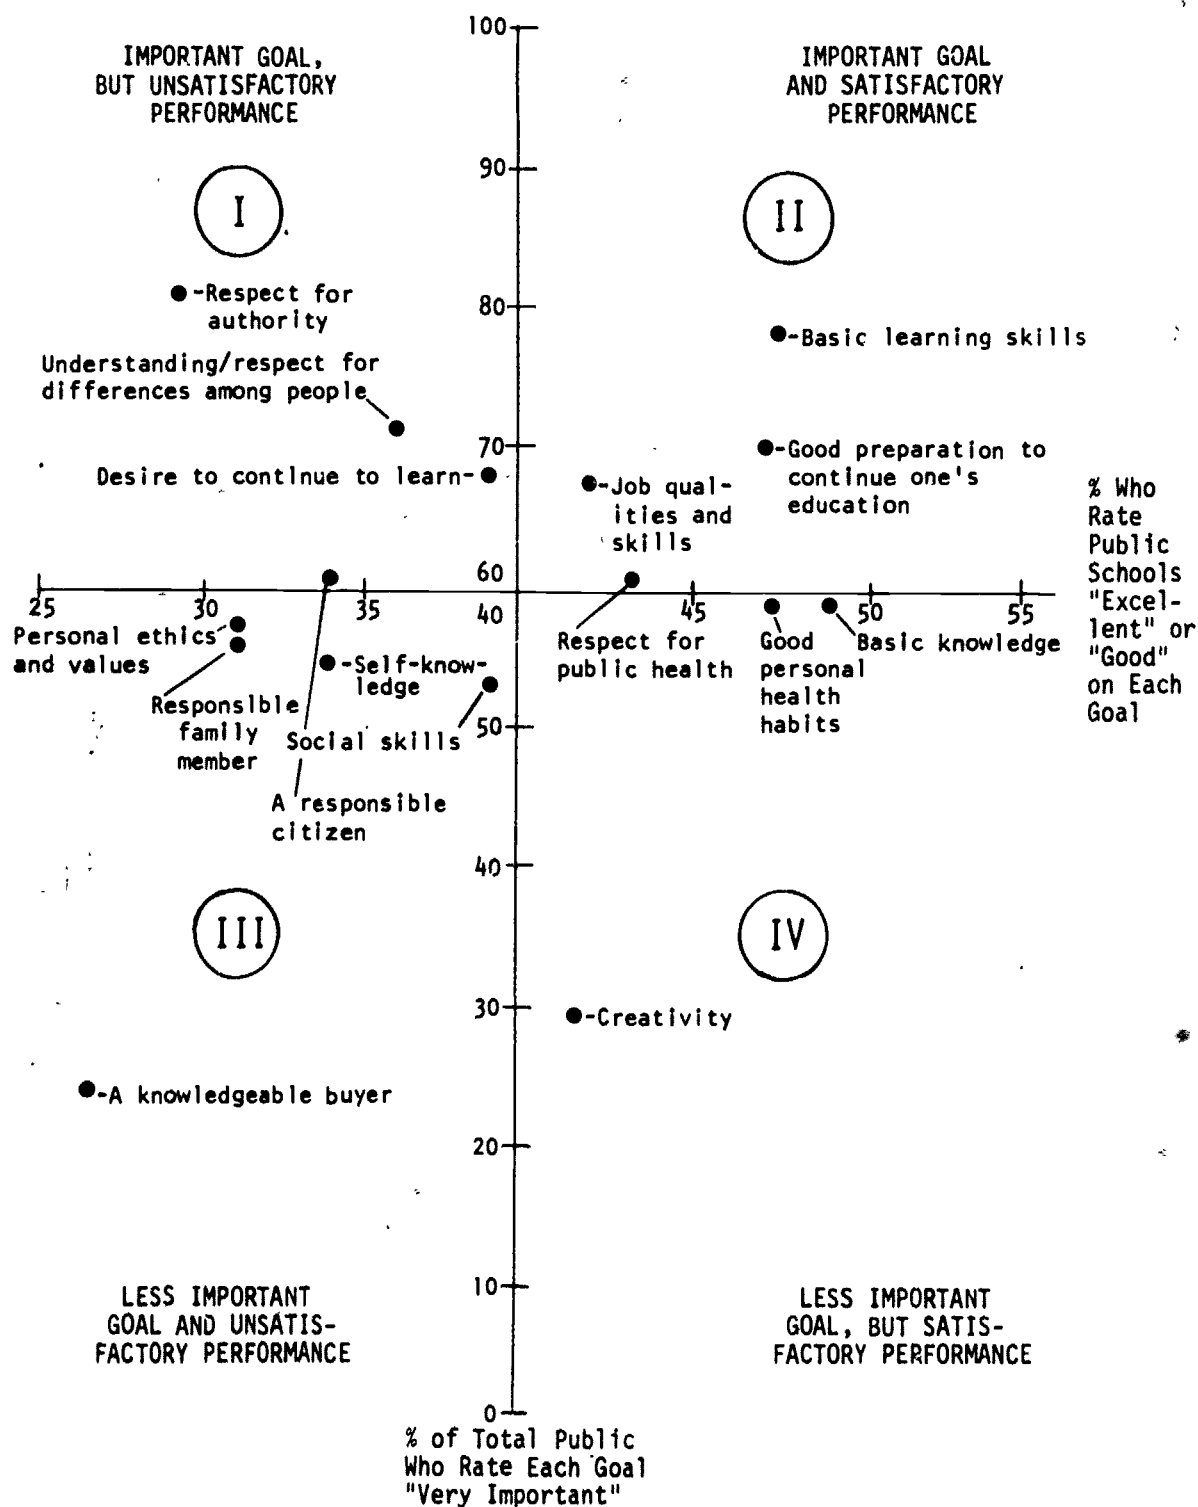 100
IMPORTANT GOAL,
BUT UNSATISFACTORY
PERFORMANCE
IMPORTANT GOAL
AND SATISFACTORY
PERFORMANCE
90
I
II
80
-Respect for
authority
-Basic learning skills
Understanding/respect for
differences among people
70
-Good preparation to
continue one's
education
Desire to continue to learn-
-Job qual-
ities and
skills
% Who
Rate
Public
Schools
"Excel-
lent" or
"Good"
on Each
Goal
60
25
30
35
40
45
50
55
Personal ethics
and values
Respect for
public health
Good
personal
health
habits
Basic knowledge
-Self-know-
ledge
Responsible
family
member
Social skills
50
A responsible
citizen
40
III
IV
30
-Creativity
-A knowledgeable buyer
20
10
LESS IMPORTANT
GOAL AND UNSATIS-
FACTORY PERFORMANCE
LESS IMPORTANT
GOAL, BUT SATIS-
FACTORY PERFORMANCE
0
% of Total Public
Who Rate Each Goal
"Very Important"